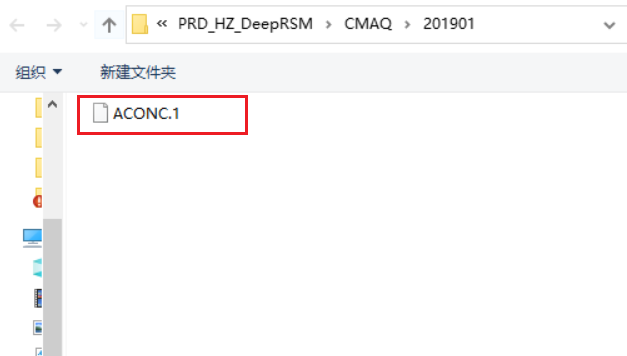 « PRD_HZ_DeepRSM › CMAQ › 201901
组织 新建文件夹
ACONC.1